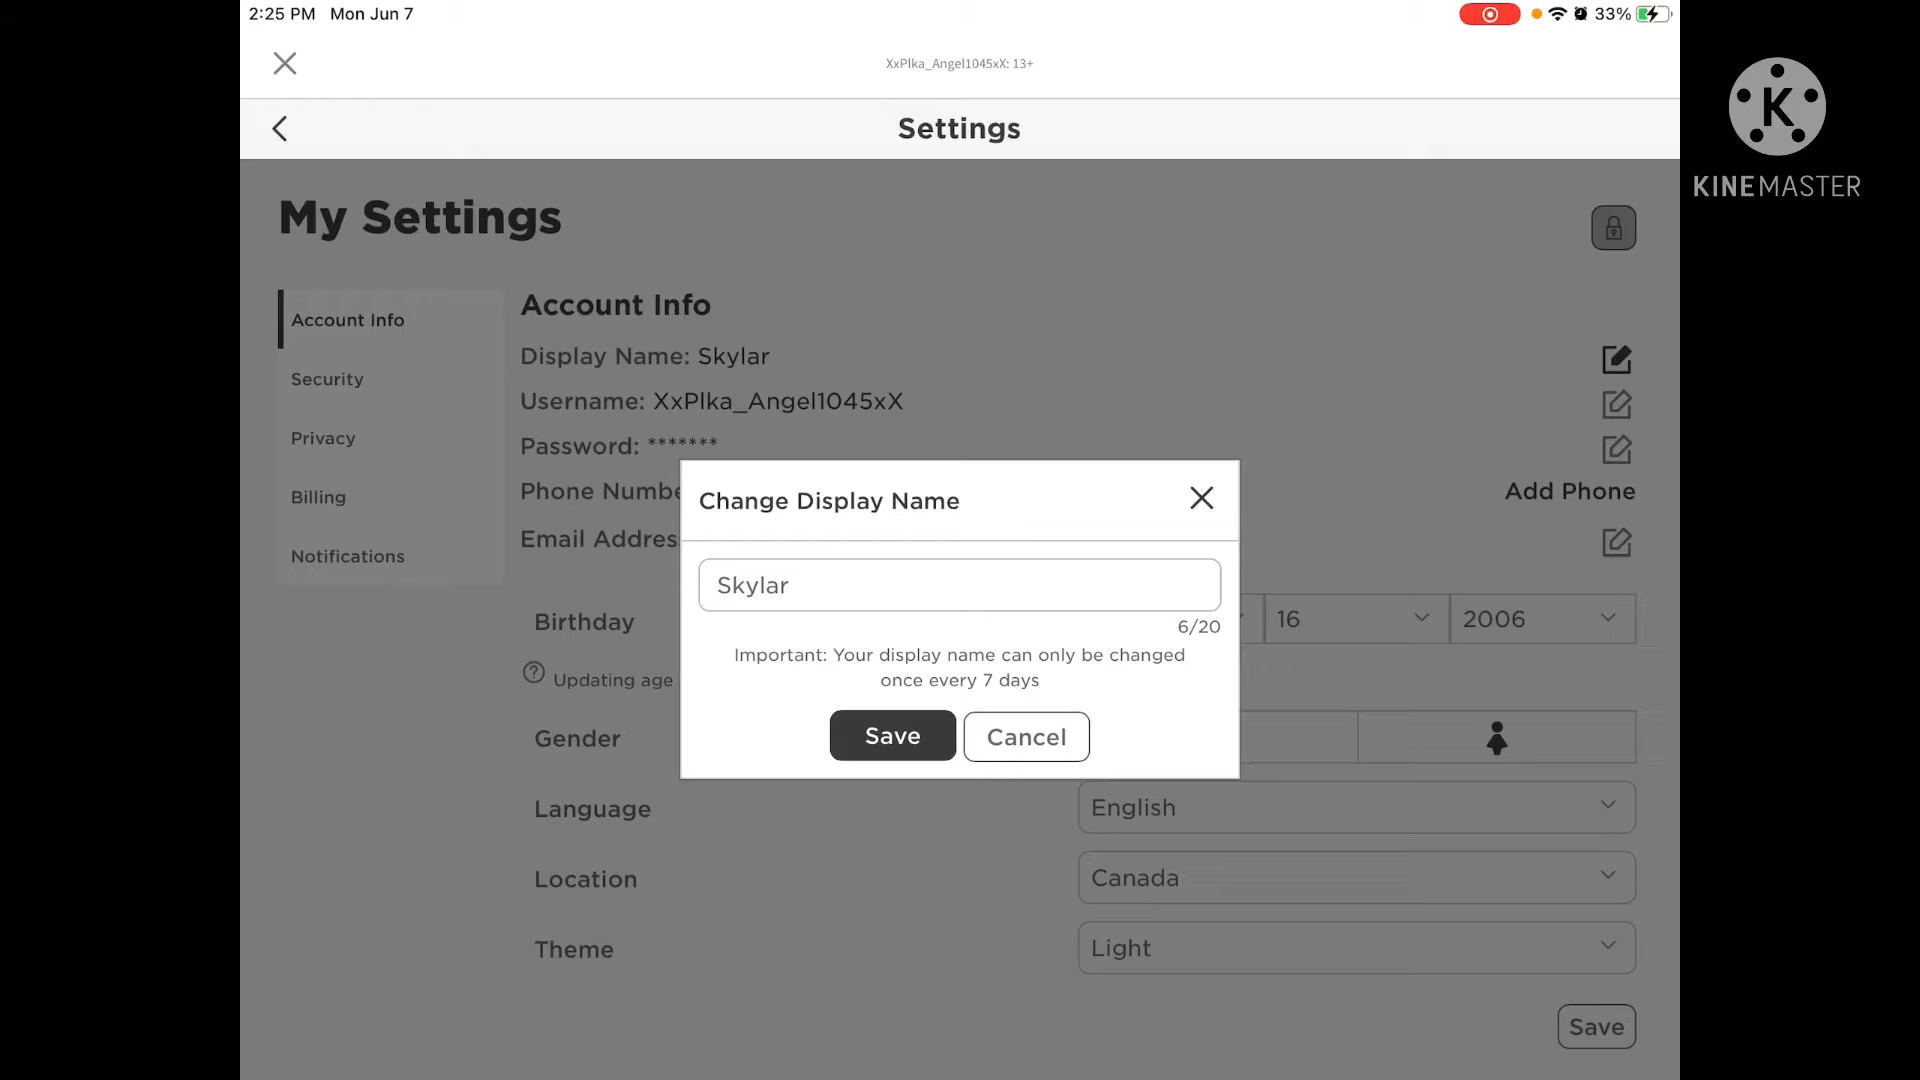 2:25 PM Mon Jun 7
33%
XxPlka_Angel1045xX: 13+
Settings
K
KINEMASTER
My Settings
Account Info
Security
Privacy
Billing
Notifications
Account Info
Display Name: Skylar
Username: XxPlka_Angel1045xX
Password: *******
Phone Numbe
Add Phone
Email Addres
Birthday
16
2006
Updating age
Gender
Language
English
Location
Canada
Theme
Light
Save
Change Display Name
Skylar
6/20
Important: Your display name can only be changed
once every 7 days
Save
Cancel